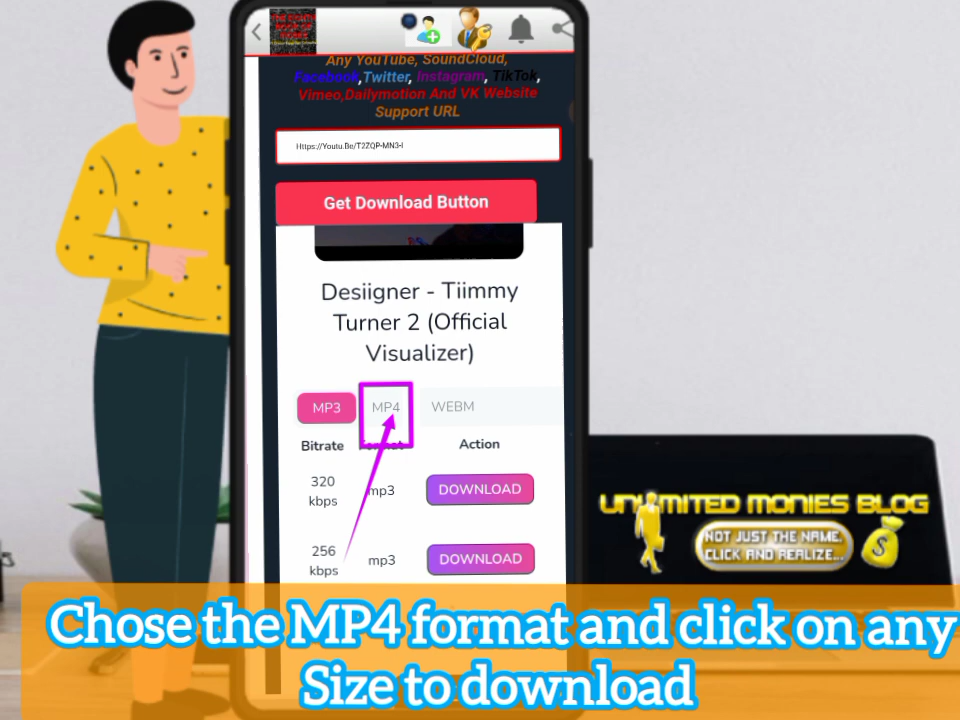 Any YouTube, SoundCloud,
Facebook,Twitter, Instagram, TikTok,
Vimeo,Dailymotion And VK Website
Support URL
Https://Youtu.Be/T2ZQP-MN3-I
Get Download Button
Desiigner - Tiimmy
Turner 2 (Official
Visualizer)
MP3 MP4 WEBM
Bitrate Format Action
320
kbps mp3 DOWNLOAD
256
kbps mp3 DOWNLOAD
UNLIMITED MONIES BLOG
NOT JUST THE NAME,
CLICK AND REALIZE...
$
Chose the MP4 format and click on any
Size to download